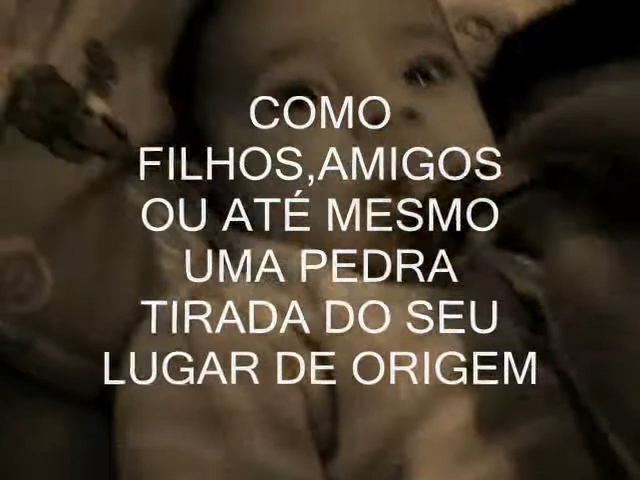 COMO
FILHOS,AMIGOS
OU ATÉ MESMO
UMA PEDRA
TIRADA DO SEU
LUGAR DE ORIGEM